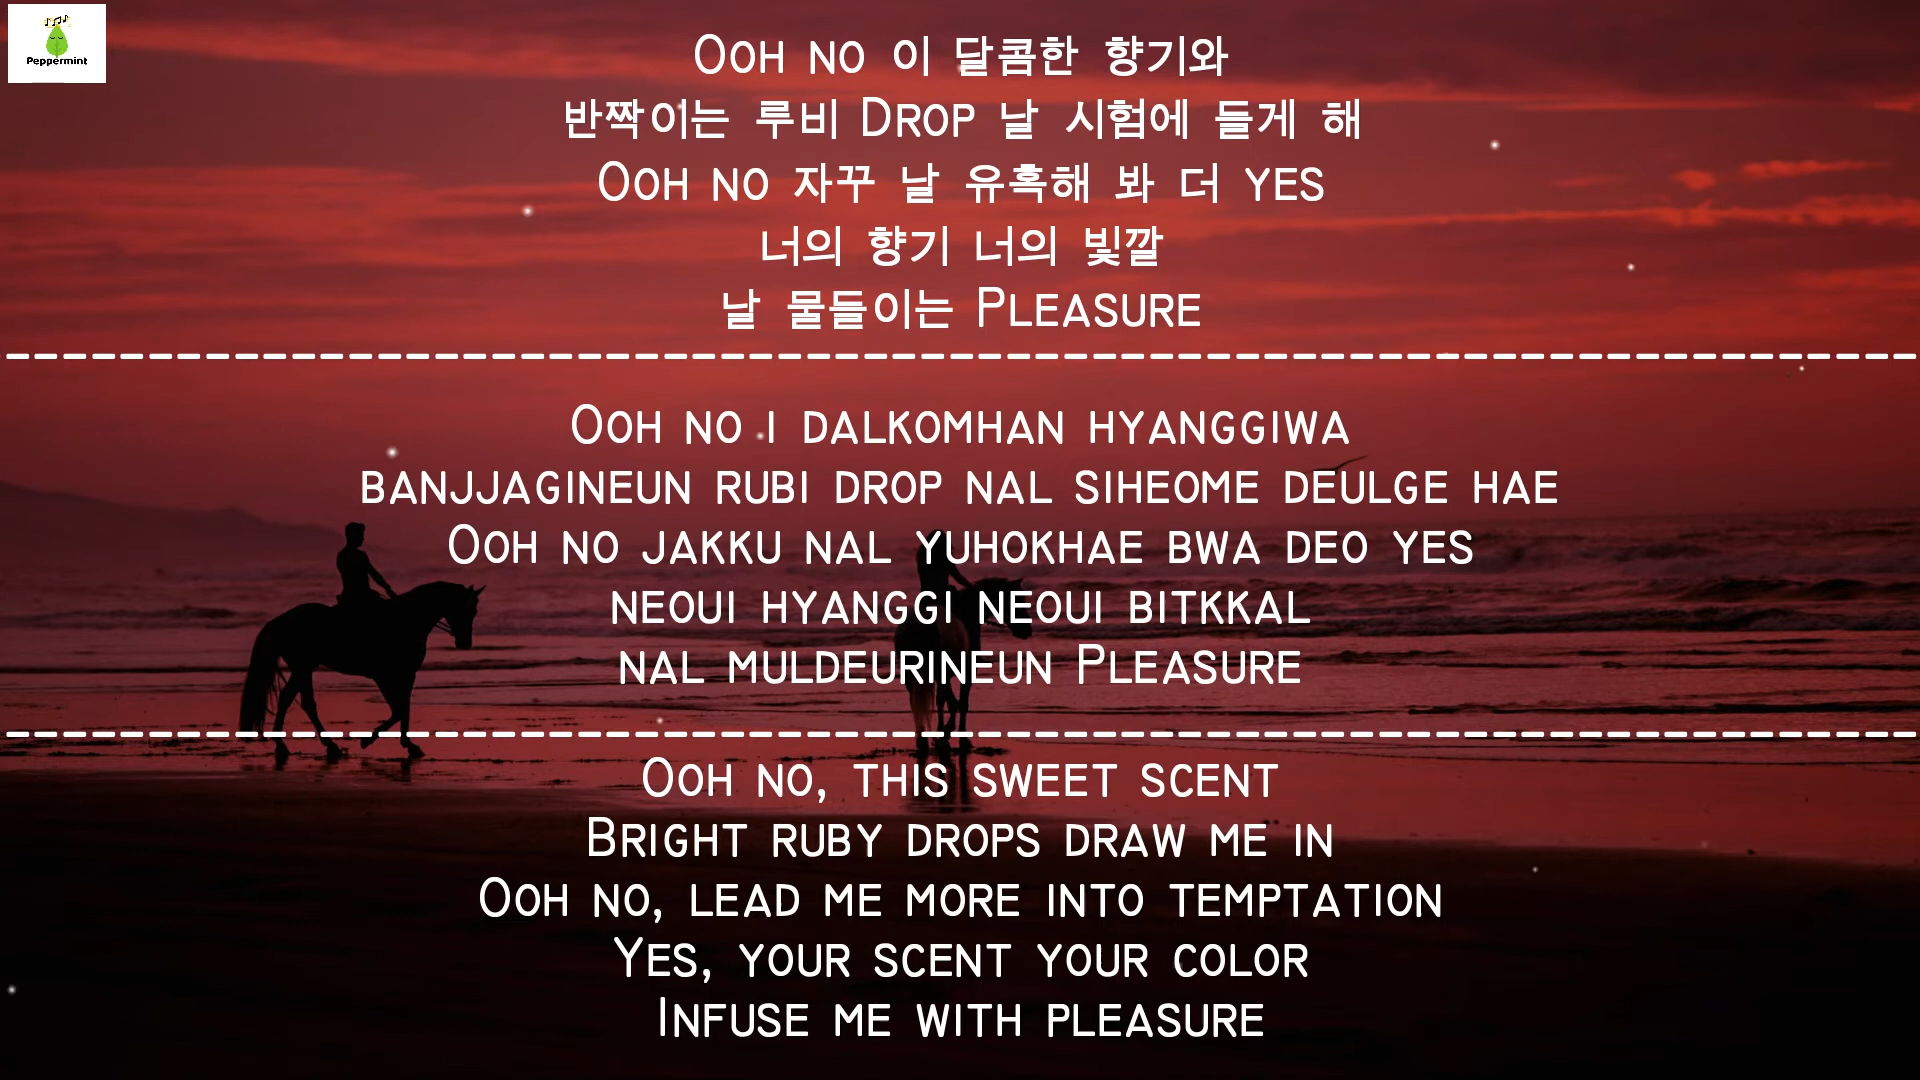 Peppermint
Ooh no 이 달콤한 향기와
반짝이는 루비 Drop 날 시험에 들게 해
Ooh no 자꾸 날 유혹해 봐 더 yes
너의 향기 너의 빛깔
날 물들이는 Pleasure
Ooh no i dalkomhan hyanggiwa
banjjagineun rubi drop nal siheome deulge hae
Ooh no jakku nal yuhokhae bwa deo yes
neoui hyanggi neoui bitkkal
nal muldeurineun Pleasure
Ooh no, this sweet scent
Bright ruby drops draw me in
Ooh no, lead me more into temptation
Yes, your scent your color
Infuse me with pleasure